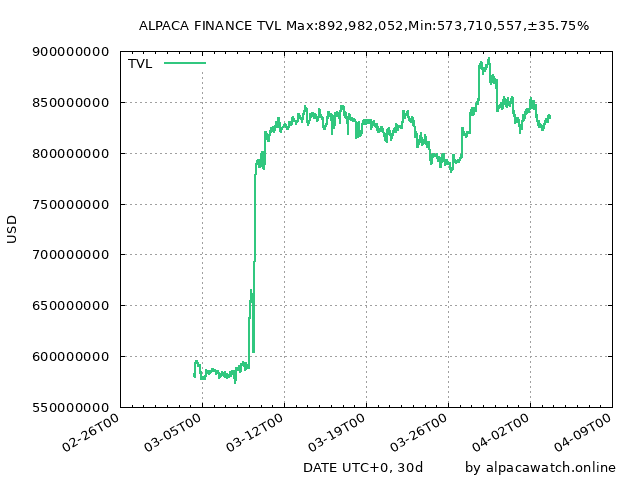 ALPACA FINANCE TVL Max:892,982,052,Min:573,710,557,±35.75%
TVL
900000000
850000000
800000000
750000000
700000000
650000000
600000000
550000000
USD
02-26T00
03-05T00
03-12T00
03-19T00
03-26T00
04-02T00
04-09T00
DATE UTC+0, 30d
by alpacawatch.online